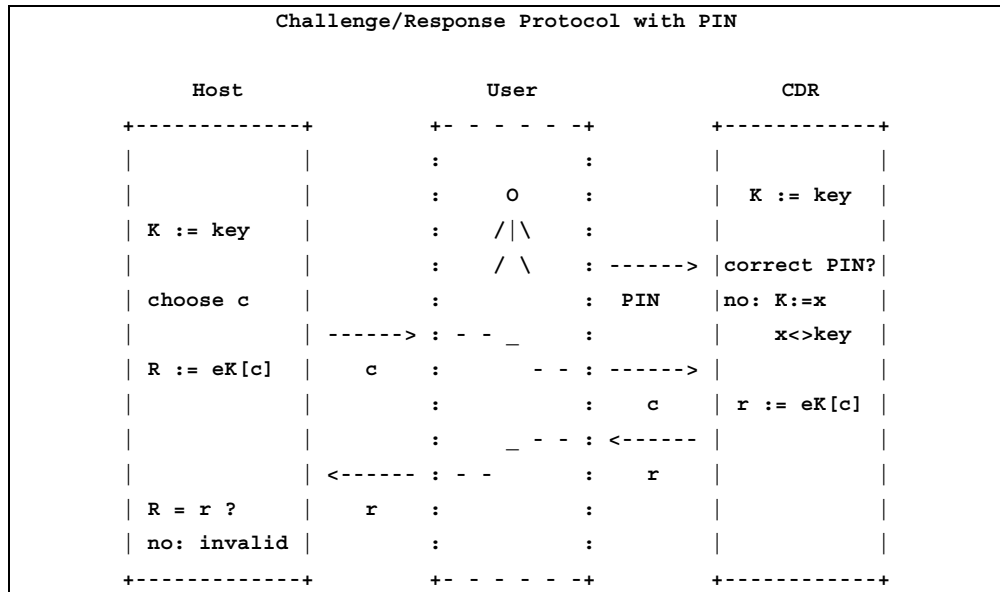 Challenge/Response Protocol with PIN
Host User CDR
+-------------+ +- - - - - -+ +------------+
| | : : | |
| | : O : | K := key |
| K := key | : /|\ : | |
| | : / \ : ------> |correct PIN?|
| choose c | : : PIN |no: K:=x |
| | ------> : - - _ : | x<>key |
| R := eK[c] | c : - - : ------> | |
| | : : c | r := eK[c] |
| | : _ - - : <------ | |
| | <------ : - - : r | |
| R = r ? | r : : | |
| no: invalid | : : | |
+-------------+ +- - - - - -+ +------------+